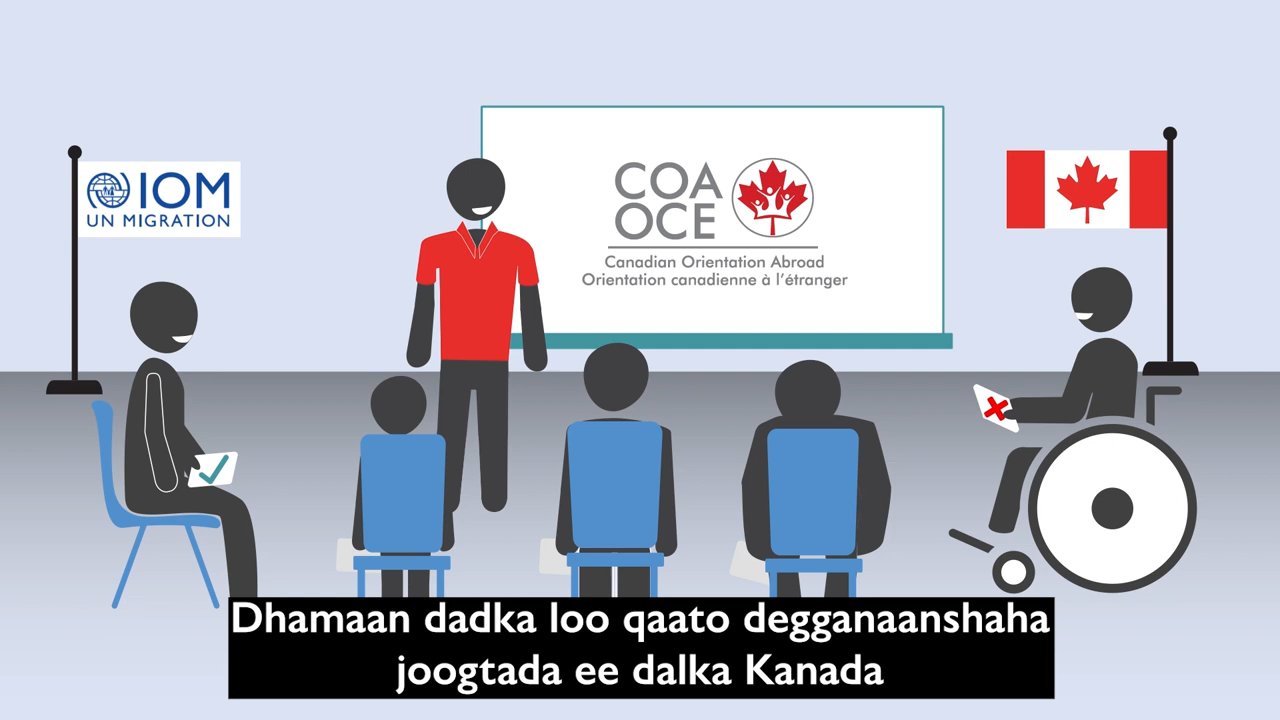 IOM
UN MIGRATION
COA
OCE
Canadian Orientation Abroad
Orientation canadienne à l'étranger
Dhamaan dadka loo qaato degganaanshaha
joogtada ee dalka Kanada